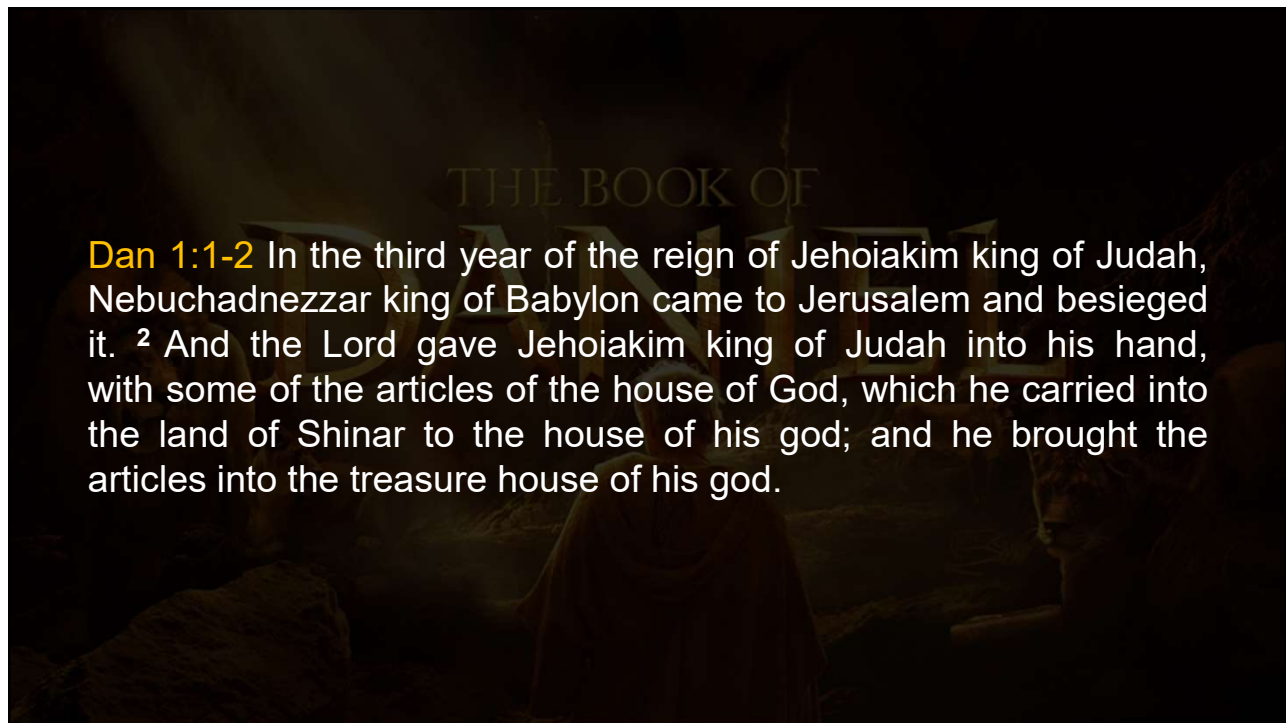 THE BOOK OF
DANIEL
Dan 1:1-2 In the third year of the reign of Jehoiakim king of Judah,
Nebuchadnezzar king of Babylon came to Jerusalem and besieged
it. 2 And the Lord gave Jehoiakim king of Judah into his hand,
with some of the articles of the house of God, which he carried into
the land of Shinar to the house of his god; and he brought the
articles into the treasure house of his god.